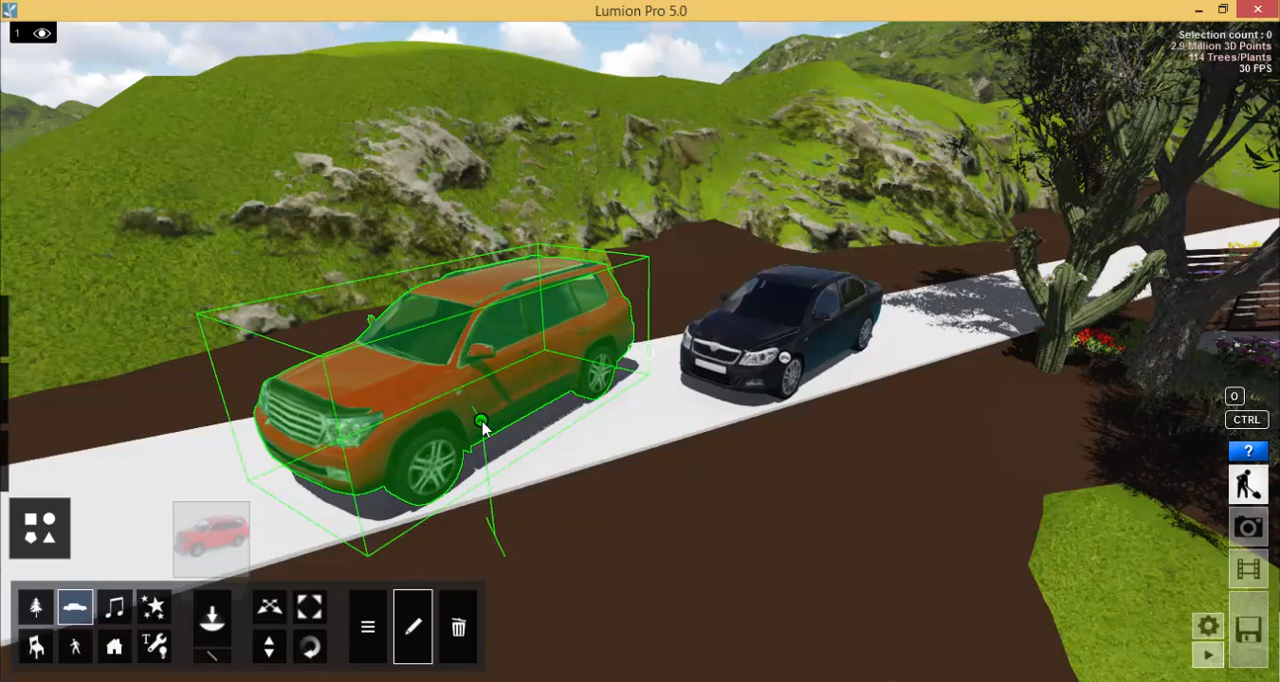 Lumion Pro 5.0
1
Selection count : 0
2.9 Million 3D Points
114 Trees/Plants
30 FPS
O
CTRL
?
T